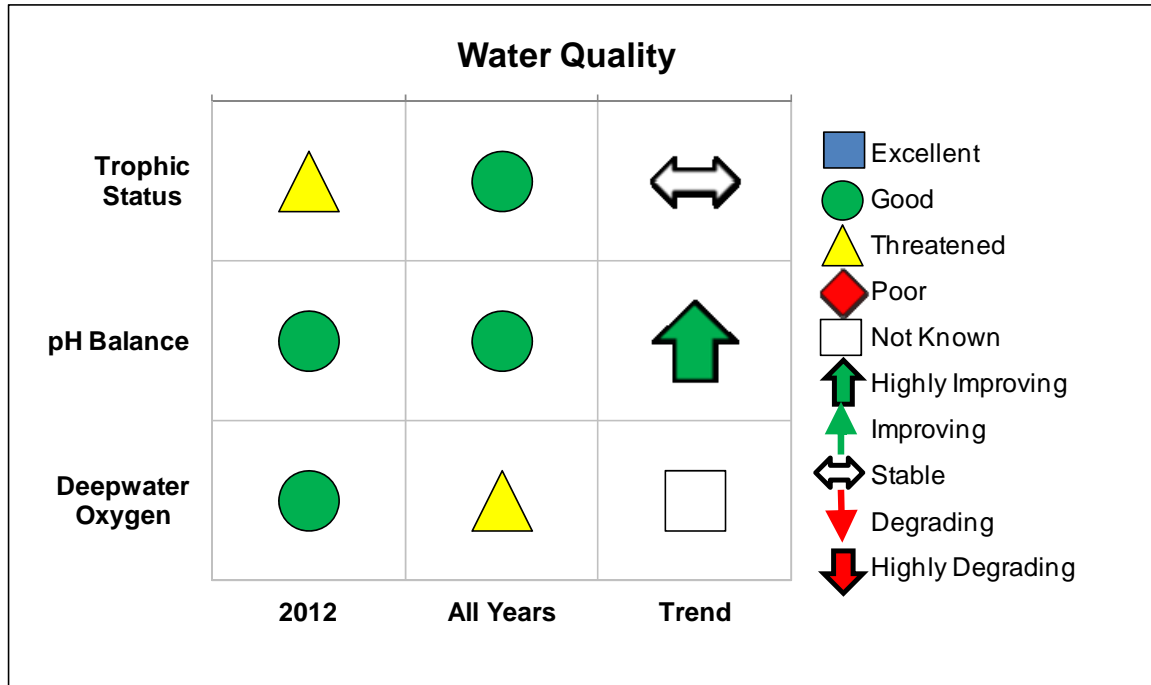 Water Quality
Trophic
Status
pH Balance
Deepwater
Oxygen
2012
All Years
Trend
Excellent
Good
Threatened
Poor
Not Known
Highly Improving
Improving
Stable
Degrading
Highly Degrading